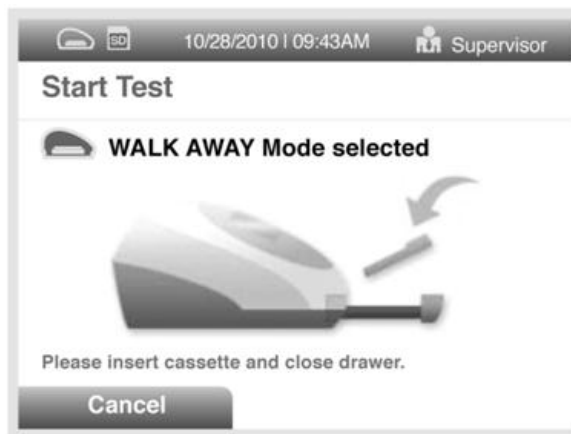 SD 10/28/2010 | 09:43AM Supervisor
Start Test
WALK AWAY Mode selected
Please insert cassette and close drawer.
Cancel